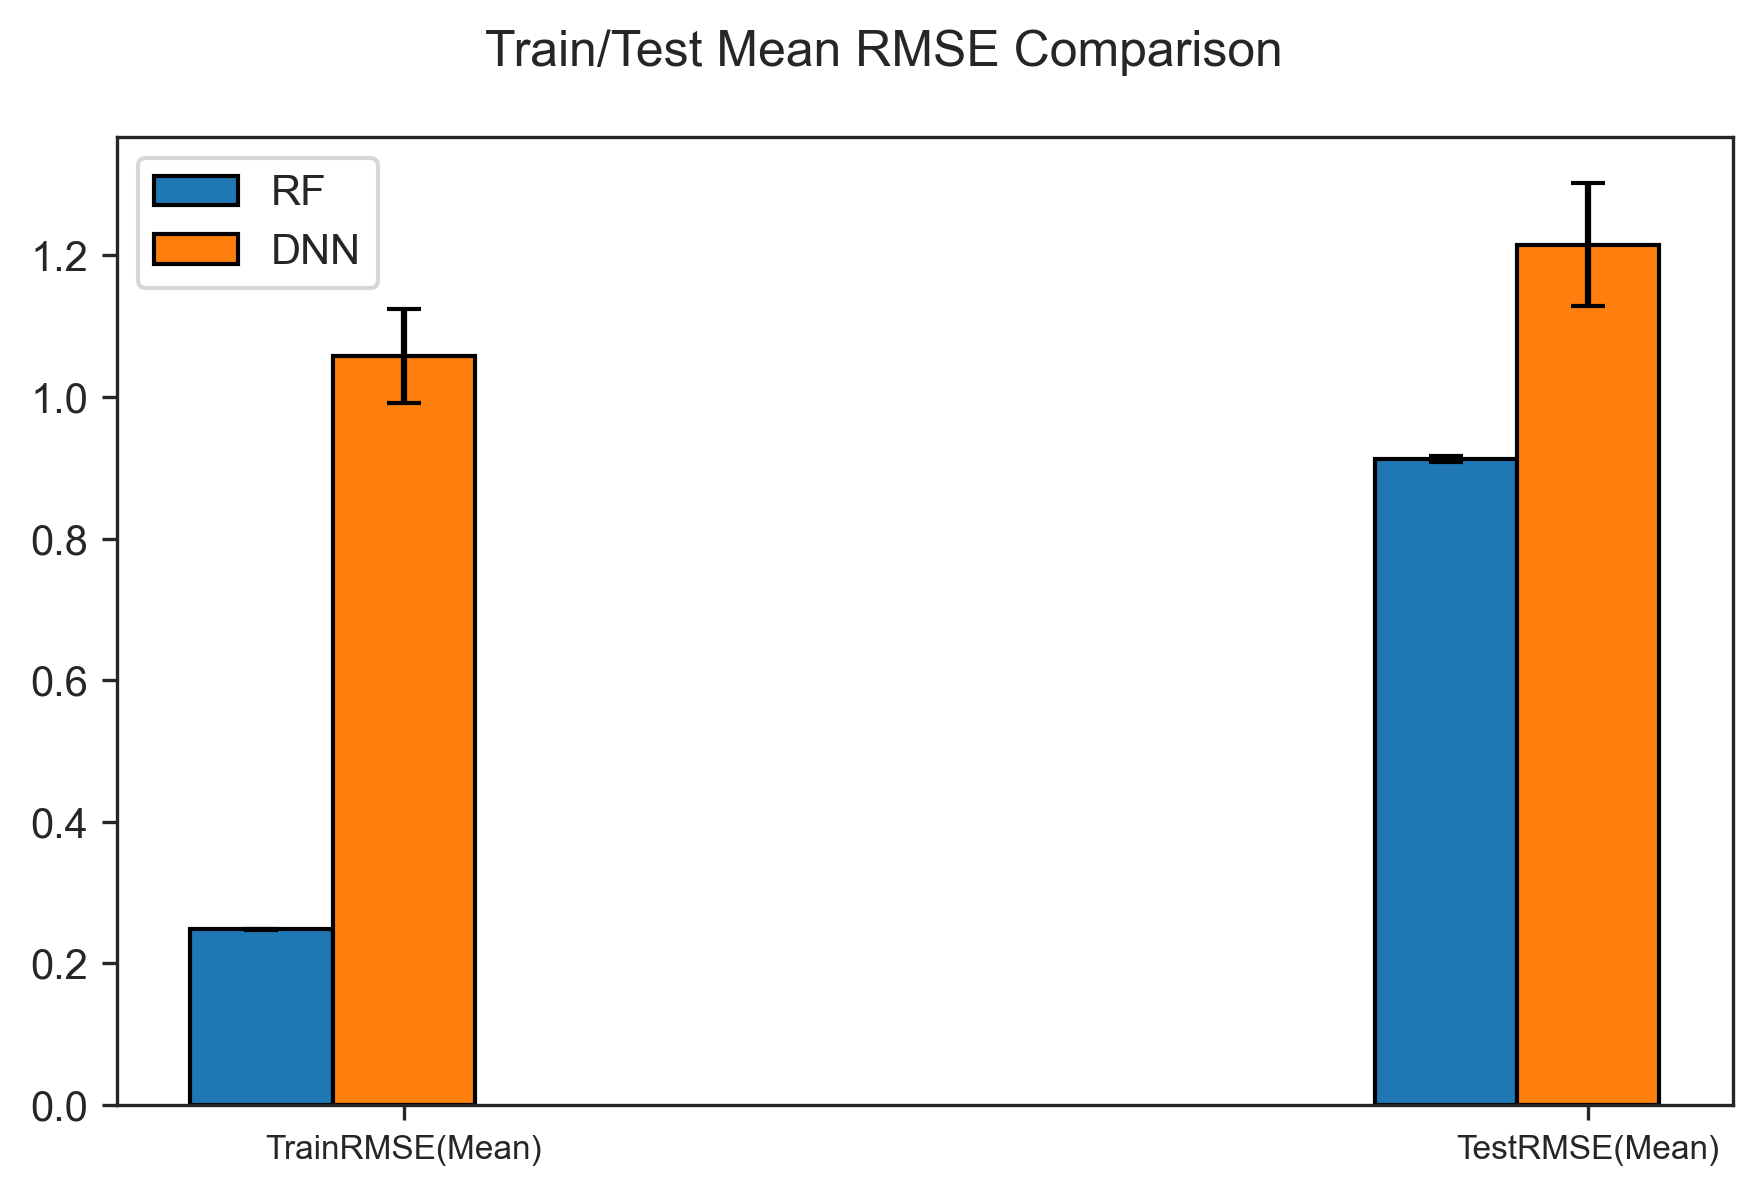 Train/Test Mean RMSE Comparison
RF
DNN
1.2
1.0
0.8
0.6
0.4
0.2
0.0
TrainRMSE(Mean)
TestRMSE(Mean)